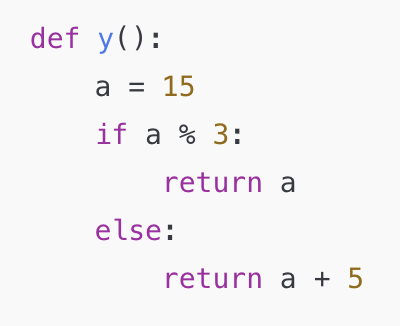 def y():
    a = 15
    if a % 3:
        return a
    else:
        return a + 5